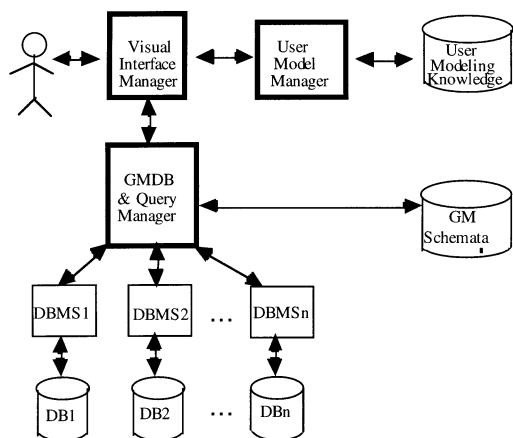 Visual
Interface
Manager
User
Model
Manager
User
Modeling
Knowledge
GMDB
& Query
Manager
GM
Schemata
DBMS1
DBMS2
...
DBMSn
DB1
DB2
...
DBn